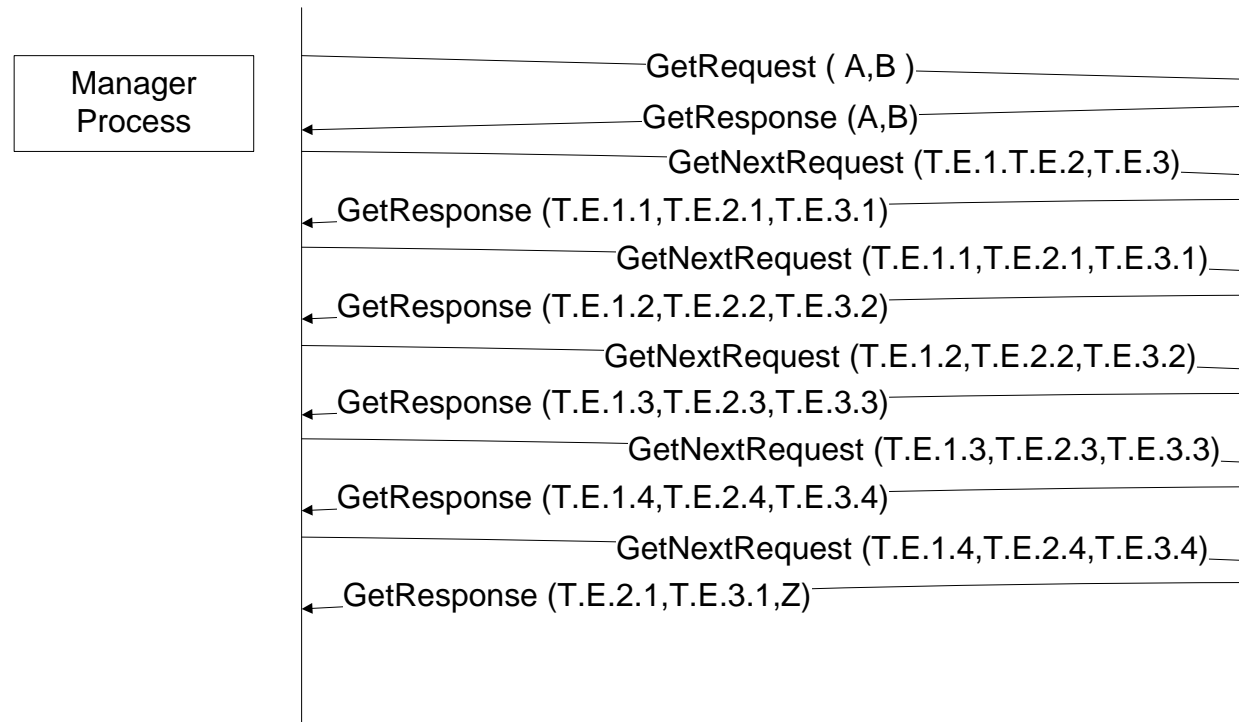 Manager
Process
GetRequest ( A,B )
GetResponse (A,B)
GetNextRequest (T.E.1.T.E.2,T.E.3)
GetResponse (T.E.1.1,T.E.2.1,T.E.3.1)
GetNextRequest (T.E.1.1,T.E.2.1,T.E.3.1)
GetResponse (T.E.1.2,T.E.2.2,T.E.3.2)
GetNextRequest (T.E.1.2,T.E.2.2,T.E.3.2)
GetResponse (T.E.1.3,T.E.2.3,T.E.3.3)
GetNextRequest (T.E.1.3,T.E.2.3,T.E.3.3)
GetResponse (T.E.1.4,T.E.2.4,T.E.3.4)
GetNextRequest (T.E.1.4,T.E.2.4,T.E.3.4)
GetResponse (T.E.2.1,T.E.3.1,Z)